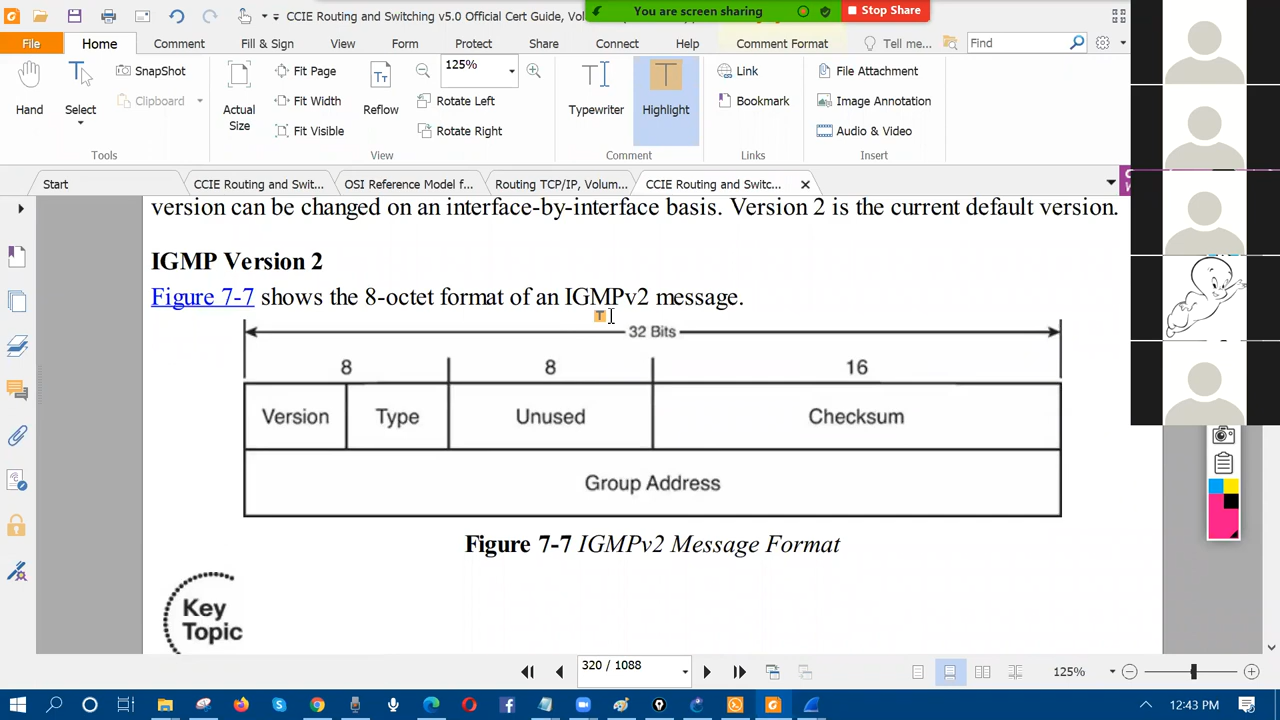 CCIE Routing and Switching v5.0 Official Cert Guide, Vol
You are screen sharing
Stop Share
File
Home
Comment
Fill & Sign
View
Form
Protect
Share
Connect
Help
Comment Format
Tell me...
Find
Hand
Select
SnapShot
Clipboard
Actual
Size
Fit Page
Fit Width
Fit Visible
Reflow
125%
Rotate Left
Rotate Right
Typewriter
Highlight
Link
Bookmark
File Attachment
Image Annotation
Audio & Video
Tools
View
Comment
Links
Insert
Start
CCIE Routing and Swit...
OSI Reference Model f...
Routing TCP/IP, Volum...
CCIE Routing and Switc...
version can be changed on an interface-by-interface basis. Version 2 is the current default version.
IGMP Version 2
Figure 7-7 shows the 8-octet format of an IGMPv2 message.
32 Bits
8
8
16
Version
Type
Unused
Checksum
Group Address
Figure 7-7 IGMPv2 Message Format
Key
Topic
320 / 1088
125%
12:43 PM